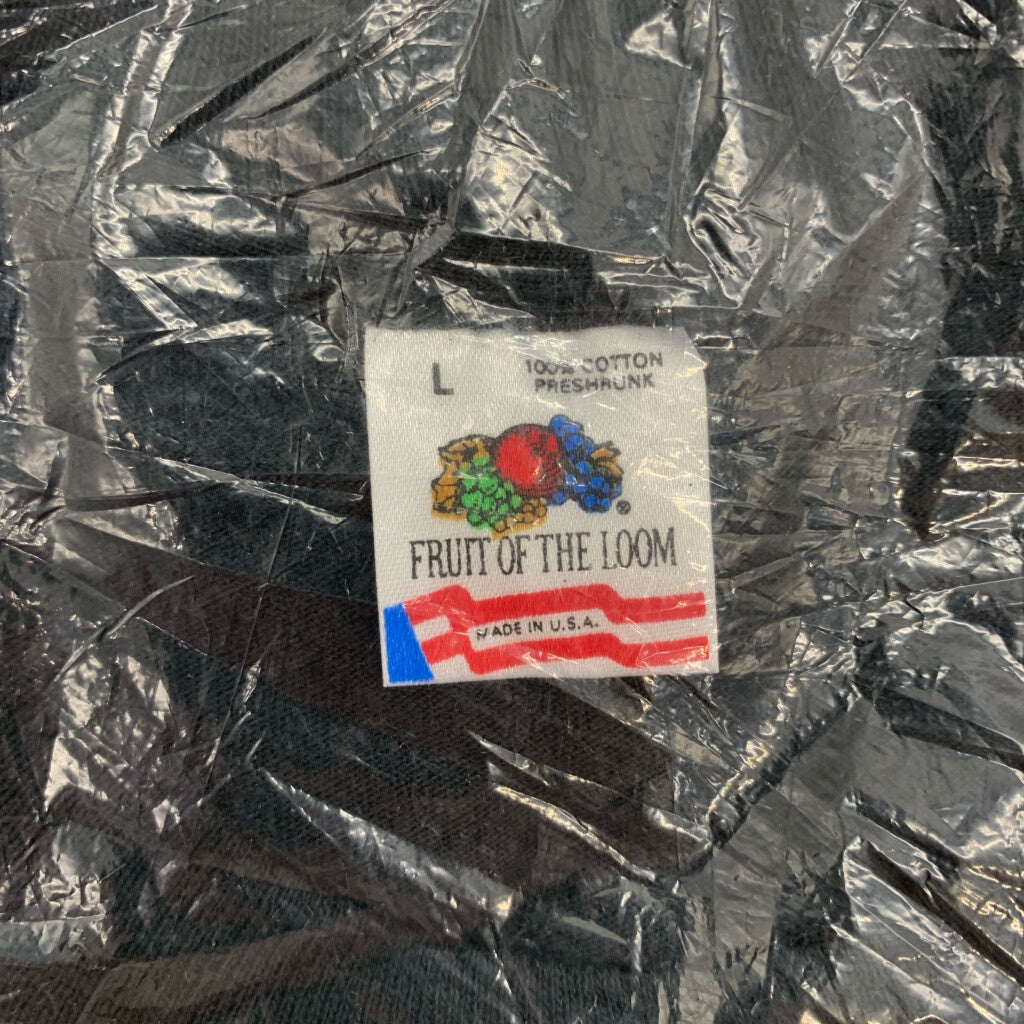 L
100% COTTON
PRESHRUNK
®
FRUIT OF THE LOOM
MADE IN U.S.A.